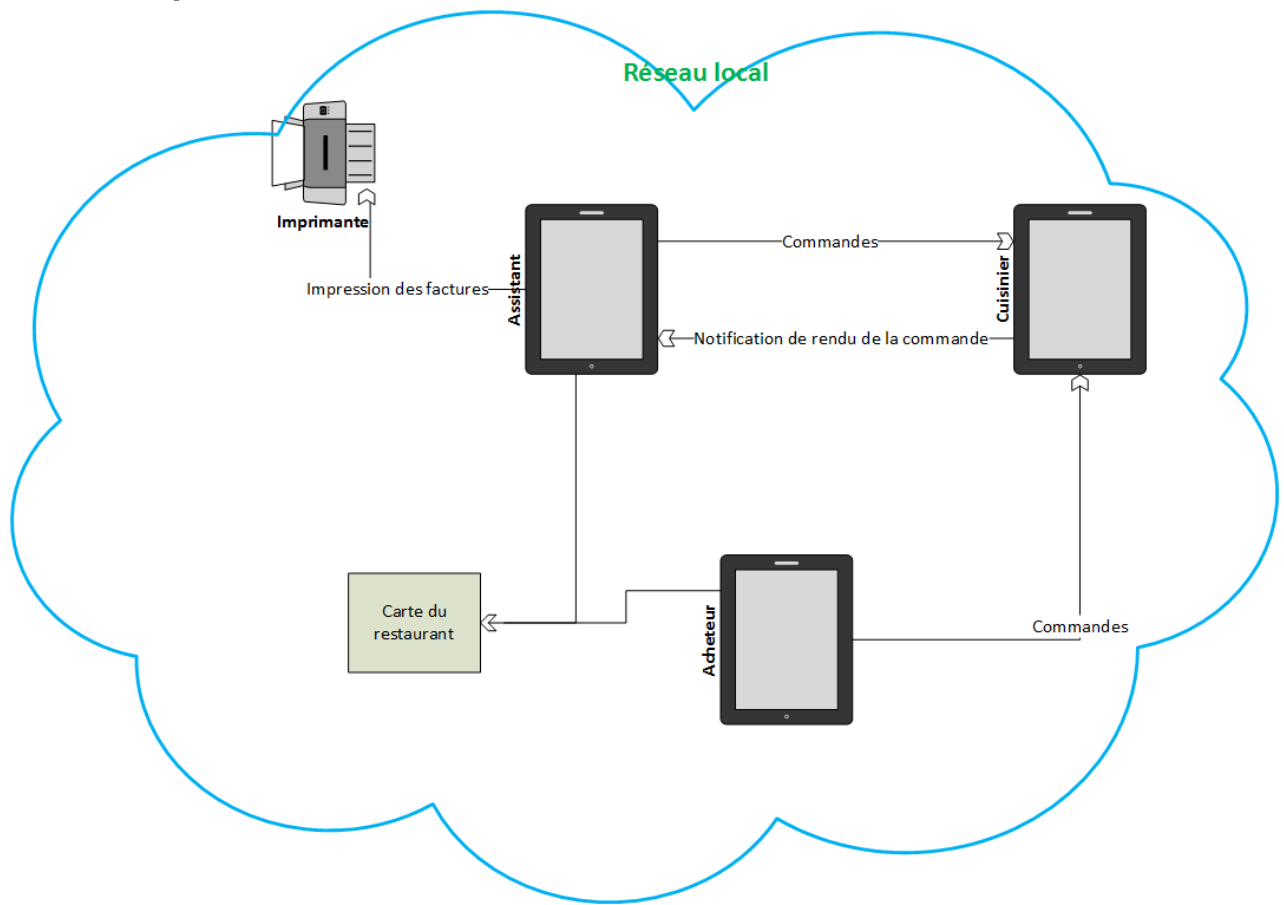 Réseau local
Imprimante
Assistant
Commandes
Cuisinier
Impression des factures
Notification de rendu de la commande
Carte du
restaurant
Acheteur
Commandes